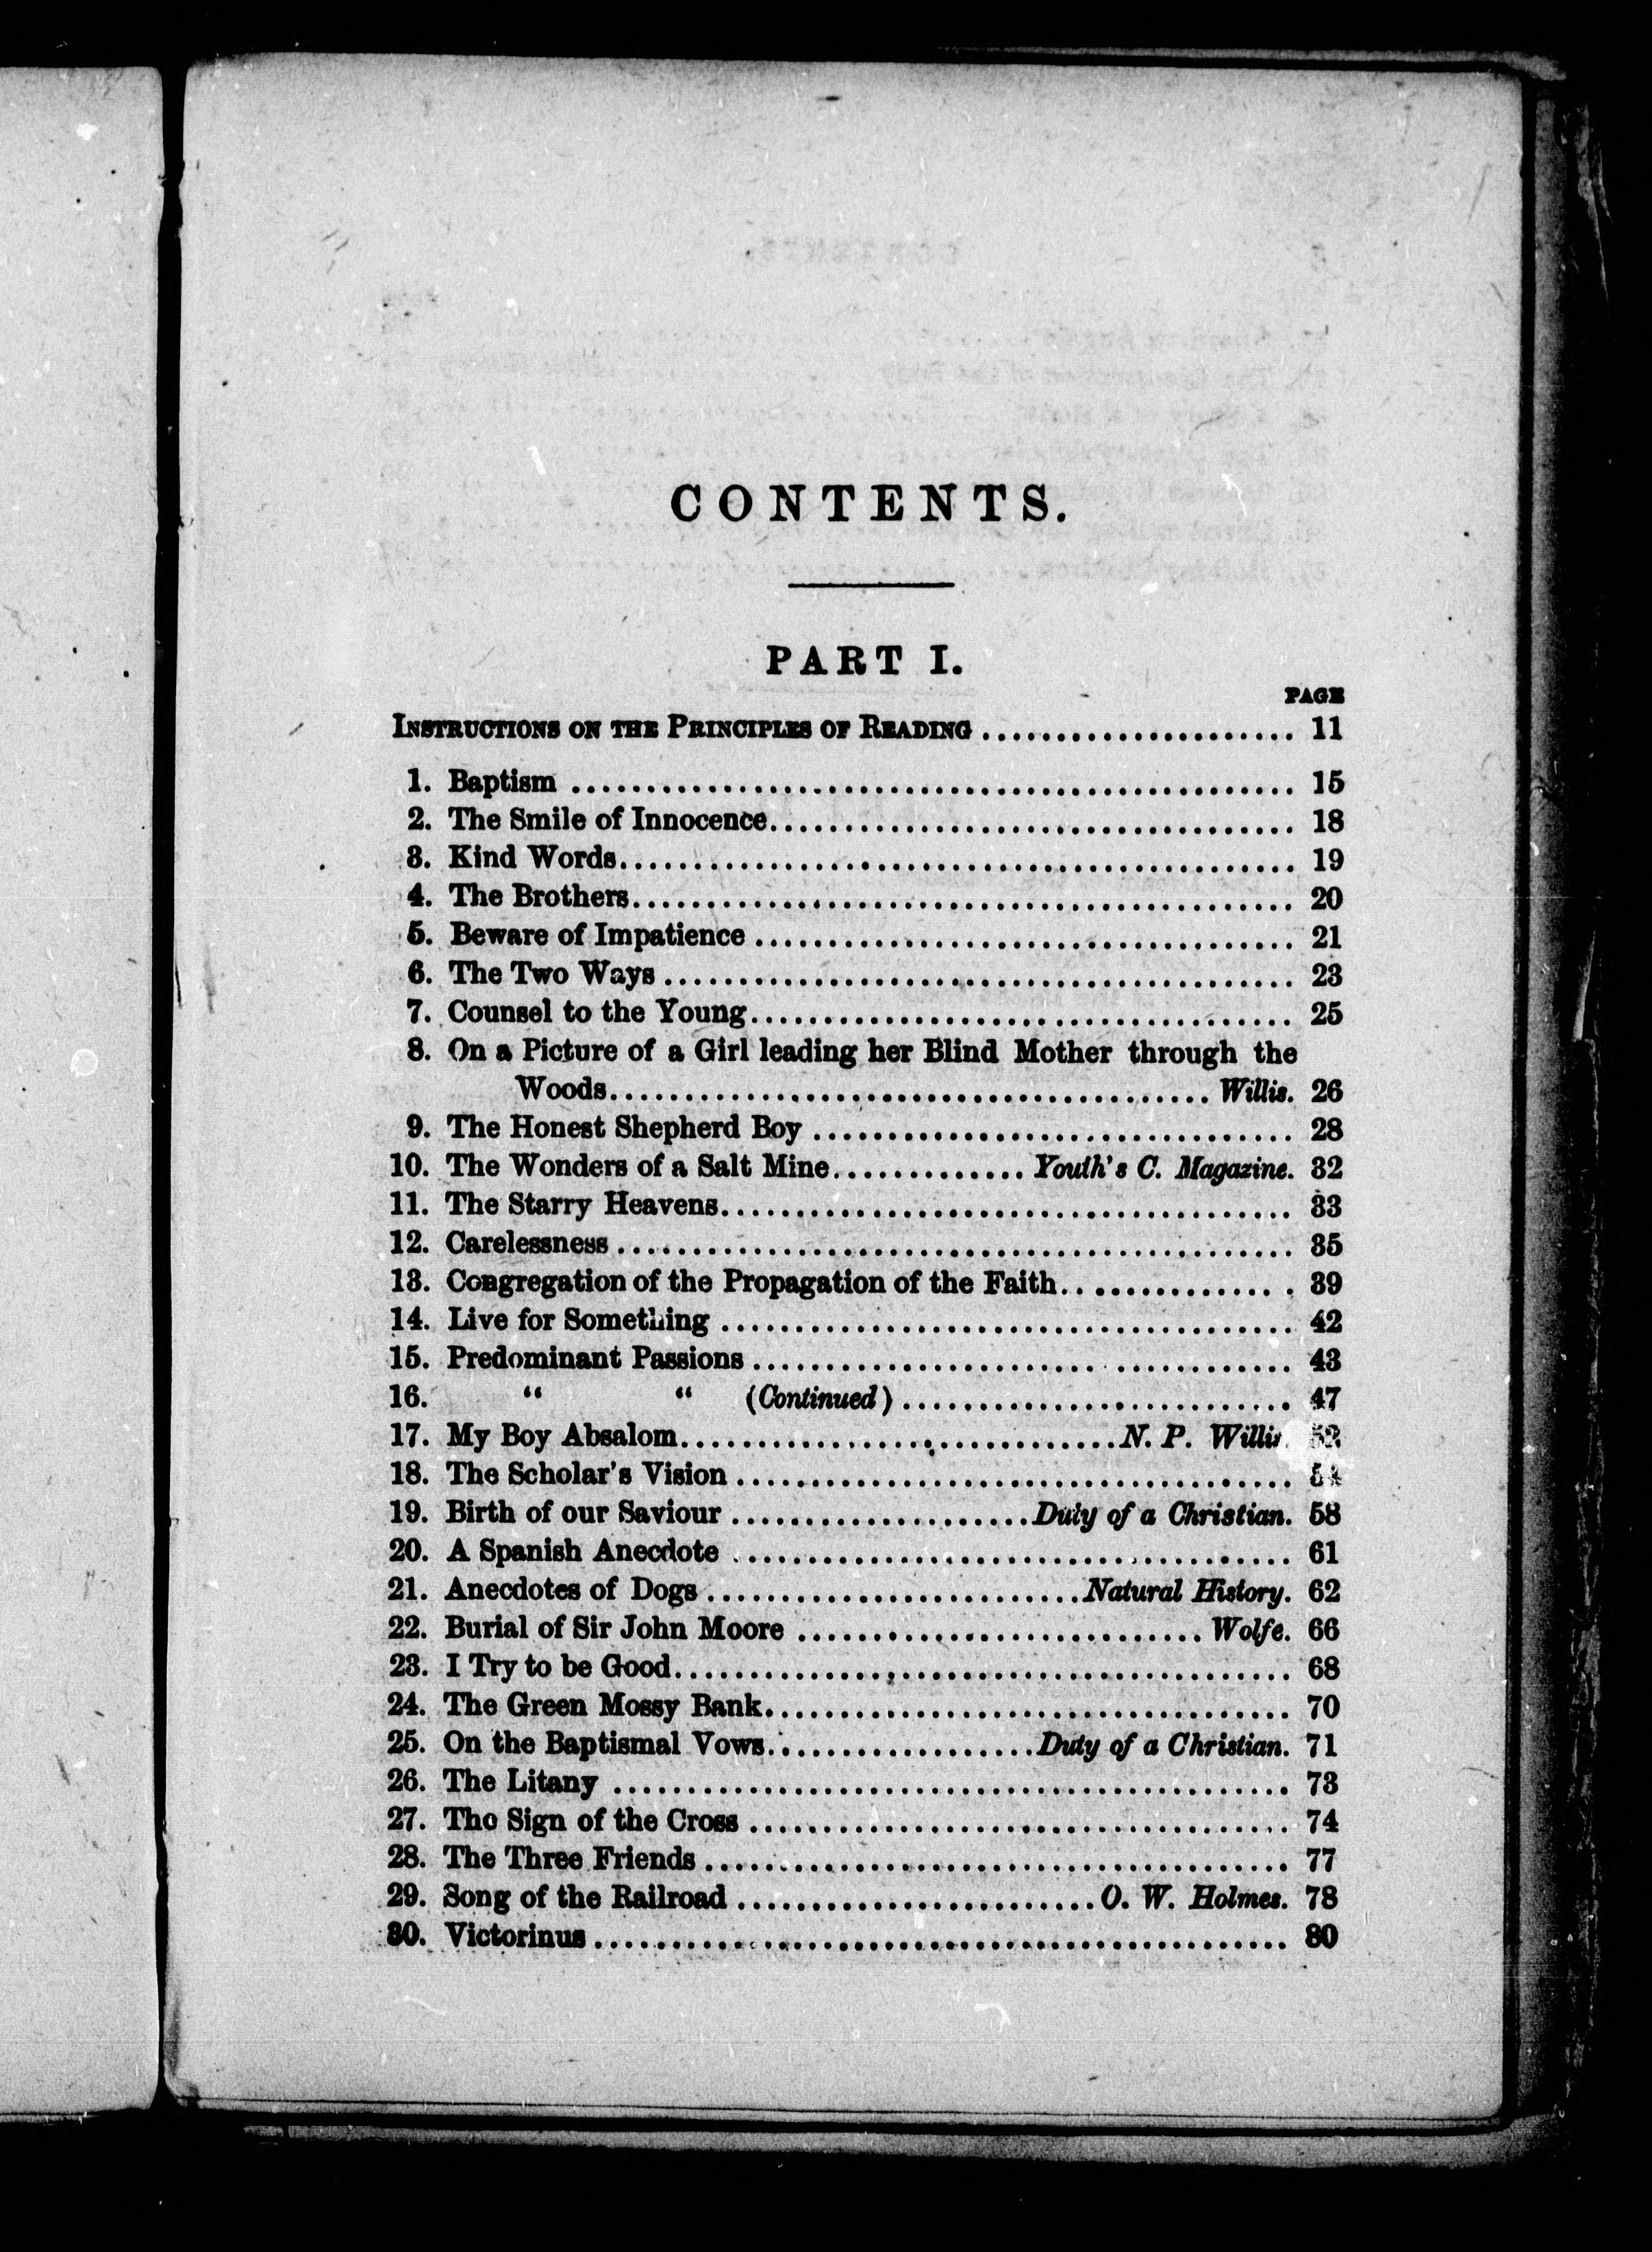 CONTENTS.
PART I.
PAGE
INSTRUCTIONS ON THE PRINCIPLES OF READING ..................... 11
1. Baptism ................................................ 15
2. The Smile of Innocence................................... 18
3. Kind Words............................................. 19
4. The Brothers............................................ 20
5. Beware of Impatience .................................... 21
6. The Two Ways .......................................... 23
7. Counsel to the Young.................................... 25
8. On a Picture of a Girl leading her Blind Mother through the
Woods........................................ Willis. 26
9. The Honest Shepherd Boy ................................ 28
10. The Wonders of a Salt Mine............. Youth's C. Magazine. 32
11. The Starry Heavens...................................... 33
12. Carelessness ............................................. 35
13. Congregation of the Propagation of the Faith................ 39
14. Live for Something ...................................... 42
15. Predominant Passions .................................... 43
16. “ “ (Continued) .......................... 47
17. My Boy Absalom.............................N. P. Willis
18. The Scholar's Vision .....................................
19. Birth of our Saviour ....................Duty of a Christian. 58
20. A Spanish Anecdote ..................................... 61
21. Anecdotes of Dogs .........................Natural History. 62
22. Burial of Sir John Moore ........................... Wolfe. 66
23. I Try to be Good......................................... 68
24. The Green Mossy Bank................................... 70
25. On the Baptismal Vows..................Duty of a Christian. 71
26. The Litany ............................................. 73
27. The Sign of the Cross .................................... 74
28. The Three Friends ....................................... 77
29. Song of the Railroad ........................O. W. Holmes. 78
30. Victorinus .............................................. 80